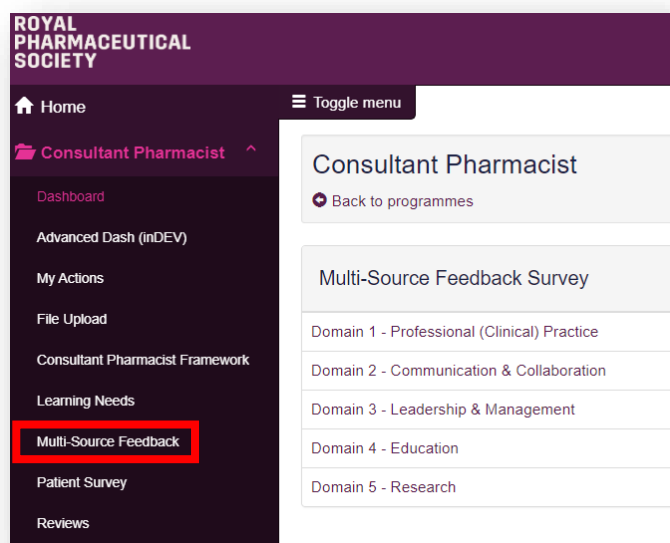 ROYAL
PHARMACEUTICAL
SOCIETY
Home
Toggle menu
Consultant Pharmacist
Dashboard
Advanced Dash (inDEV)
My Actions
File Upload
Consultant Pharmacist Framework
Learning Needs
Multi-Source Feedback
Patient Survey
Reviews
Consultant Pharmacist
Back to programmes
Multi-Source Feedback Survey
Domain 1 - Professional (Clinical) Practice
Domain 2 - Communication & Collaboration
Domain 3 - Leadership & Management
Domain 4 - Education
Domain 5 - Research